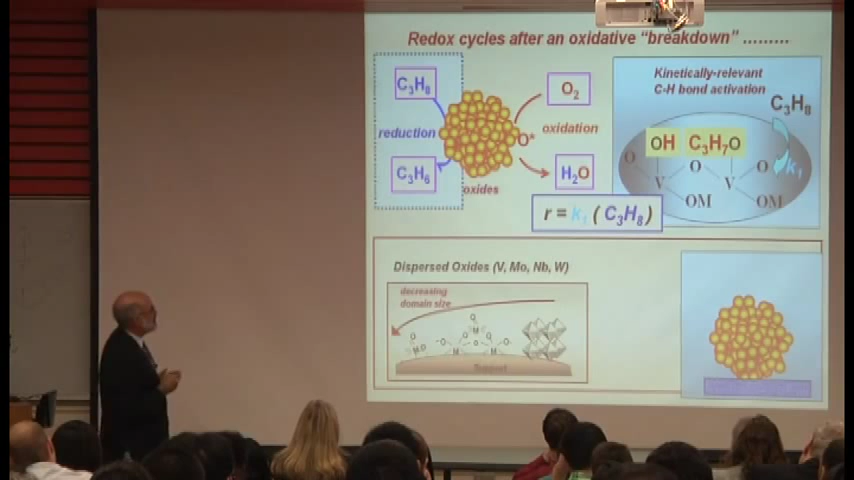 Redox cycles after an oxidative “breakdown” .........
C3H8
reduction
C3H6
oxides
O*
O2
oxidation
H2O
Kinetically-relevant
C-H bond activation
C3H8
OH C3H7O
k1
O
O
O
V
V
OM
OM
r = k1 ( C3H8 )
Dispersed Oxides (V, Mo, Nb, W)
decreasing
domain size
Support